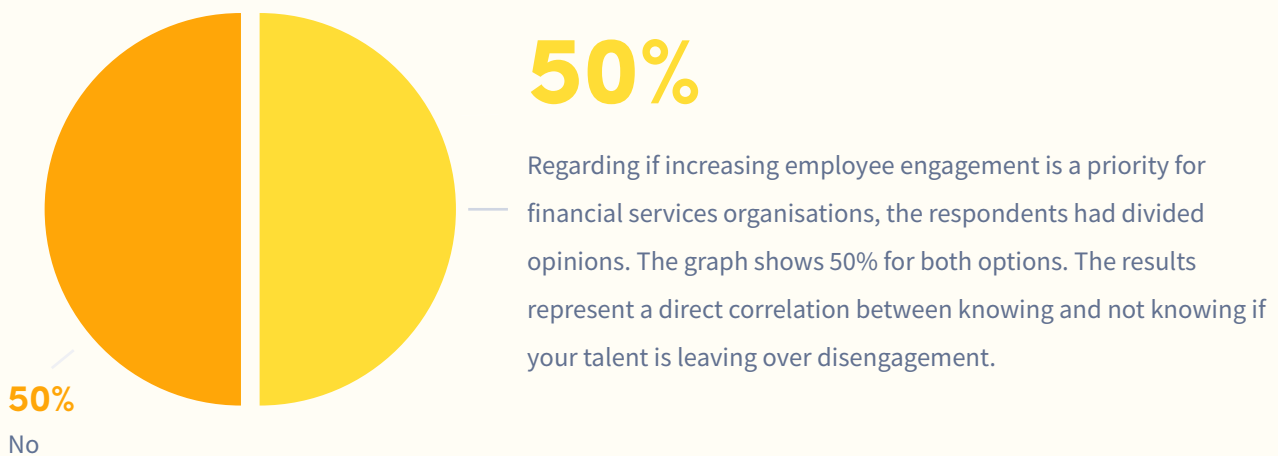 50%
Regarding if increasing employee engagement is a priority for
financial services organisations, the respondents had divided
opinions. The graph shows 50% for both options. The results
represent a direct correlation between knowing and not knowing if
your talent is leaving over disengagement.
50%
No